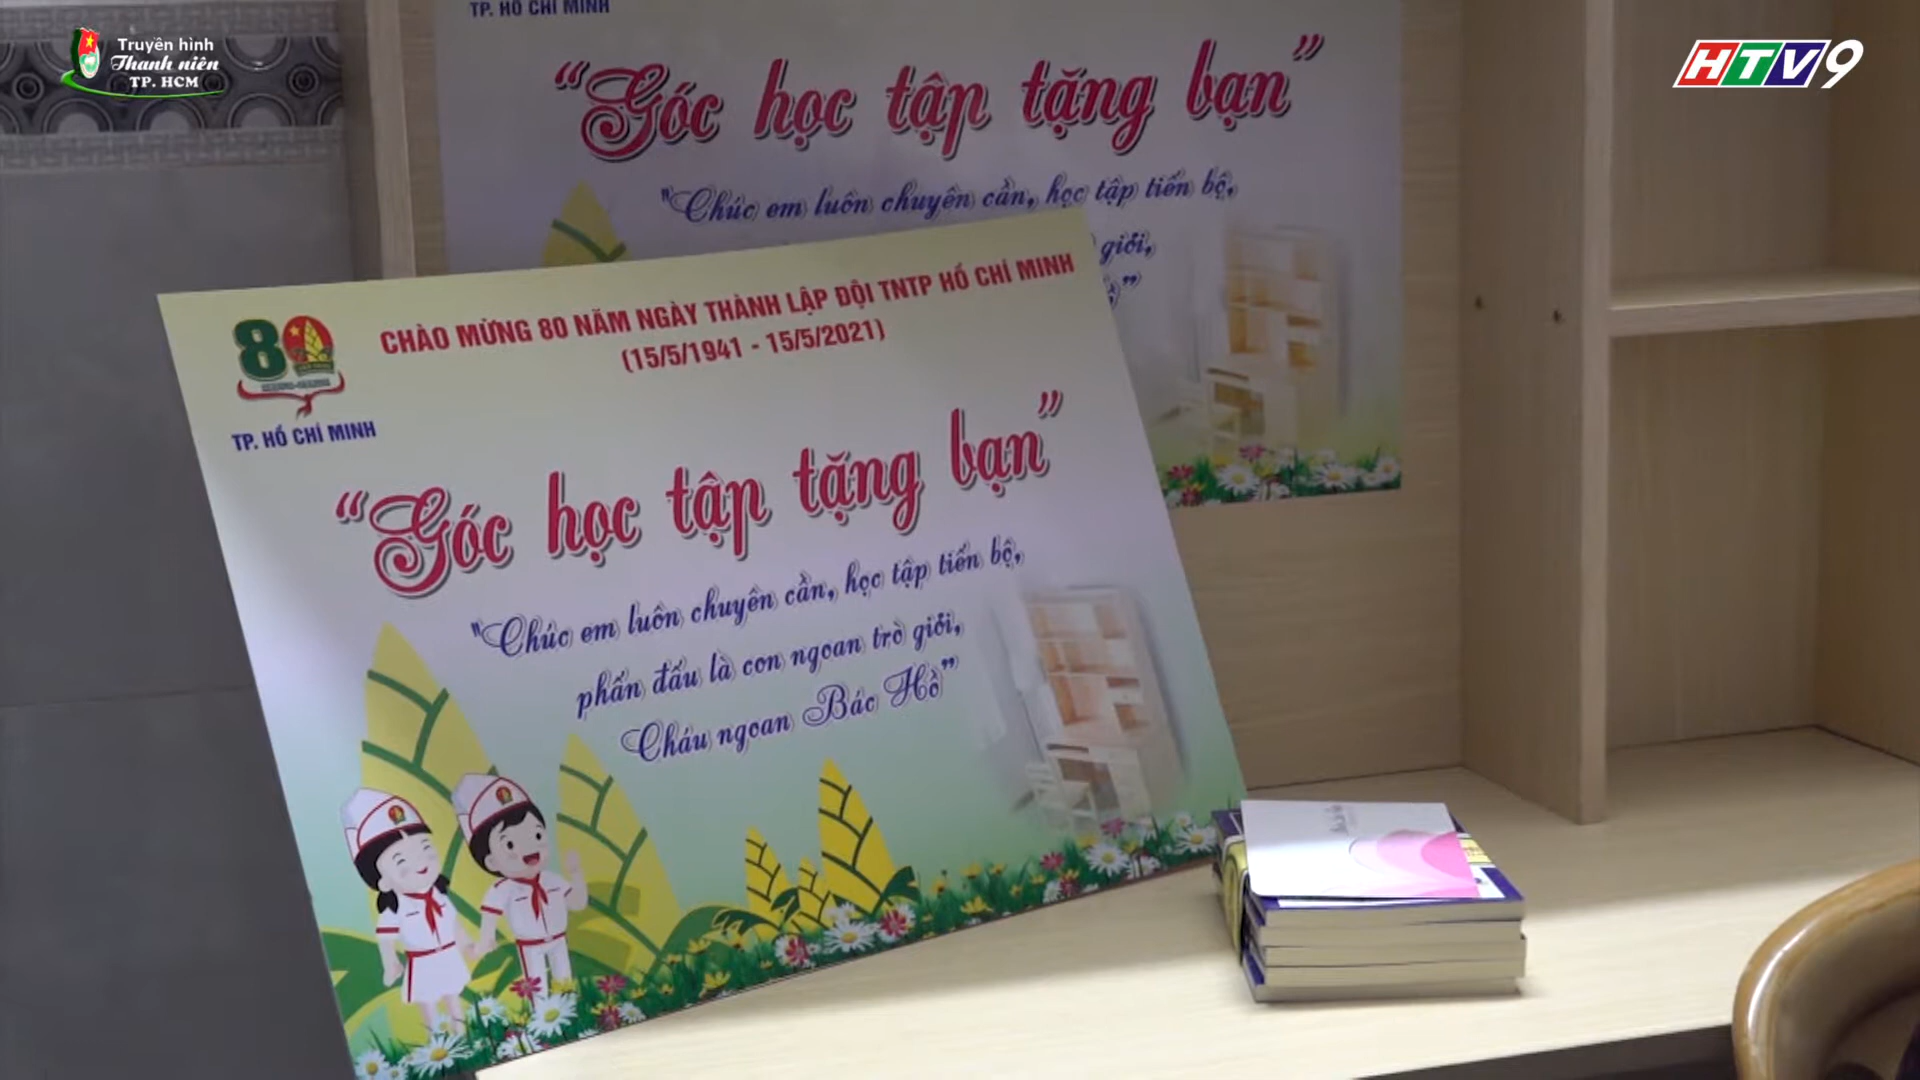 Truyền hình
Thanh niên
TP. HCM
HTV9
TP. HỒ CHÍ MINH
“Góc học tập tặng bạn”
"Chúc em luôn chuyên cần, học tập tiến bộ,
giỏi,
CHÀO MỪNG 80 NĂM NGÀY THÀNH LẬP ĐỘI TNTP HỒ CHÍ MINH
(15/5/1941 - 15/5/2021)
80
TP. HỒ CHÍ MINH
“Góc học tập tặng bạn”
"Chúc em luôn chuyên cần, học tập tiến bộ,
phấn đấu là con ngoan trò giỏi,
Cháu ngoan Bác Hồ”